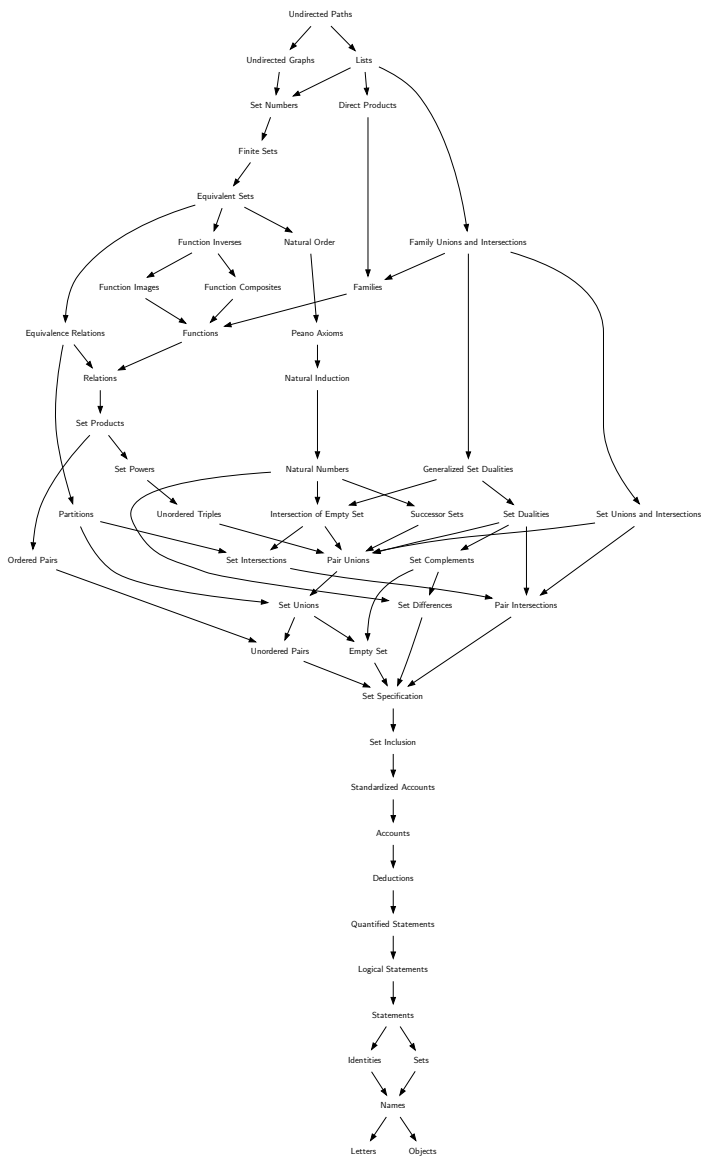 Undirected Paths
Undirected Graphs
Lists
Set Numbers
Direct Products
Finite Sets
Equivalent Sets
Function Inverses
Natural Order
Family Unions and Intersections
Function Images
Function Composites
Families
Equivalence Relations
Functions
Peano Axioms
Relations
Natural Induction
Set Products
Set Powers
Natural Numbers
Generalized Set Dualities
Partitions
Unordered Triples
Intersection of Empty Set
Successor Sets
Set Dualities
Set Unions and Intersections
Ordered Pairs
Set Intersections
Pair Unions
Set Complements
Set Unions
Set Differences
Pair Intersections
Unordered Pairs
Empty Set
Set Specification
Set Inclusion
Standardized Accounts
Accounts
Deductions
Quantified Statements
Logical Statements
Statements
Identities
Sets
Names
Letters
Objects